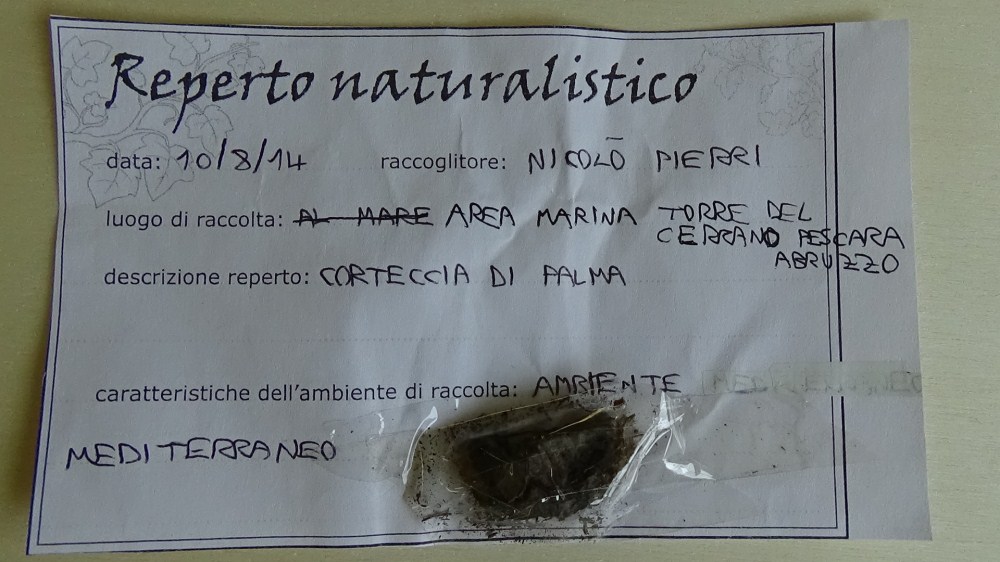 Reperto naturalistico
data: 10/8/14 raccoglitore: NICOLÒ PIERRI
luogo di raccolta: AL MARE AREA MARINA TORRE DEL
CERRANO PESCARA
ABRUZZO
descrizione reperto: CORTECCIA DI PALMA
caratteristiche dell'ambiente di raccolta: AMBIENTE
MEDITERRANEO